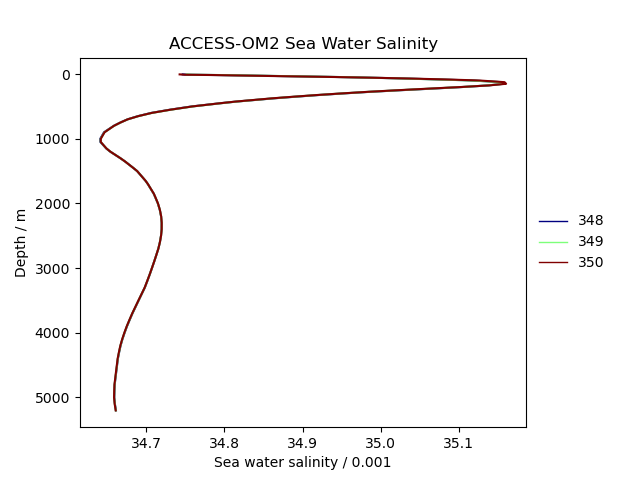 ACCESS-OM2 Sea Water Salinity
0
1000
2000
3000
4000
5000
Depth / m
34.7 34.8 34.9 35.0 35.1
Sea water salinity / 0.001
348
349
350